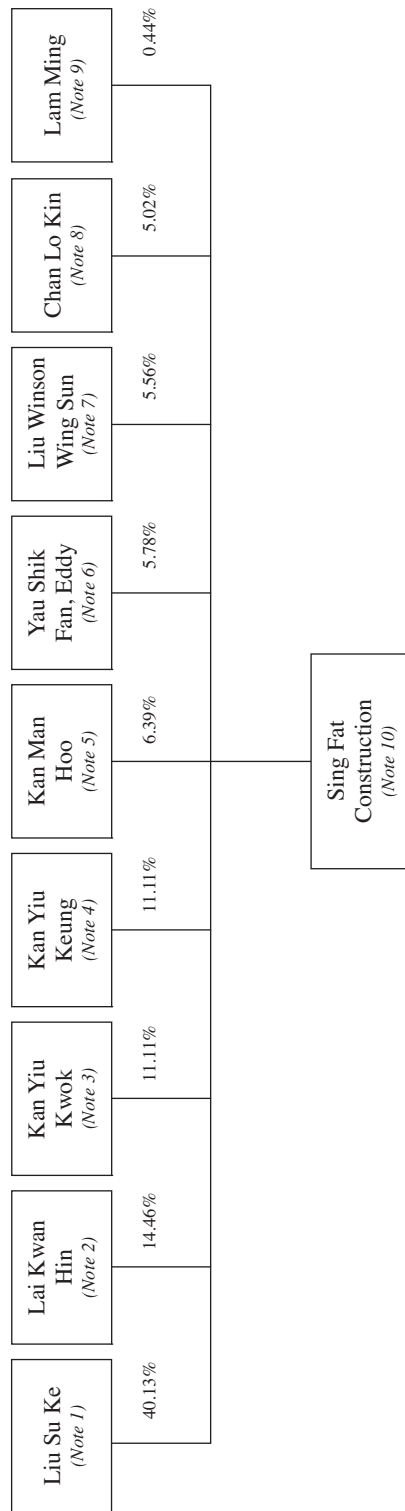 Liu Su Ke
(Note 1)
40.13%
Lai Kwan
Hin
(Note 2)
14.46%
Kan Yiu
Kwok
(Note 3)
11.11%
Kan Yiu
Keung
(Note 4)
11.11%
Kan Man
Hoo
(Note 5)
6.39%
Yau Shik
Fan, Eddy
(Note 6)
5.78%
Liu Winson
Wing Sun
(Note 7)
5.56%
Chan Lo Kin
(Note 8)
5.02%
Lam Ming
(Note 9)
0.44%
Sing Fat
Construction
(Note 10)